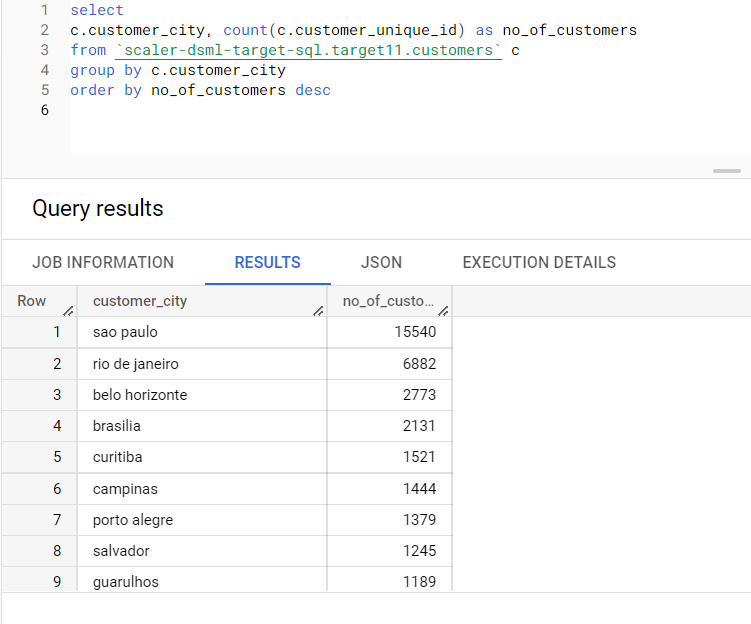 1 select
2 c.customer_city, count(c.customer_unique_id) as no_of_customers
3 from `scaler-dsml-target-sql.target11.customers` c
4 group by c.customer_city
5 order by no_of_customers desc
6
Query results
JOB INFORMATION RESULTS JSON EXECUTION DETAILS
Row customer_city no_of_custo...
1 sao paulo 15540
2 rio de janeiro 6882
3 belo horizonte 2773
4 brasilia 2131
5 curitiba 1521
6 campinas 1444
7 porto alegre 1379
8 salvador 1245
9 guarulhos 1189